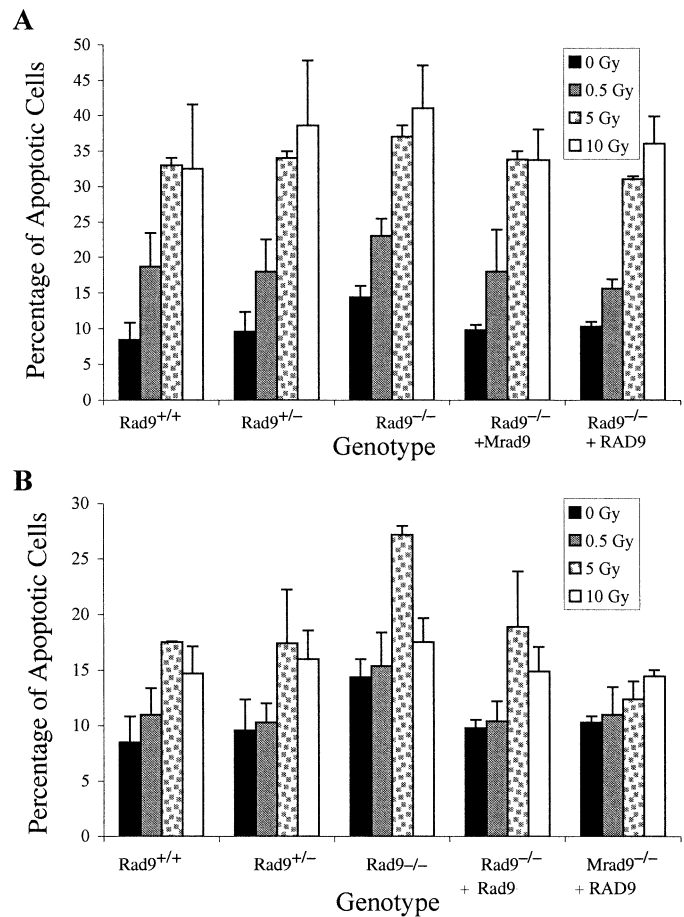 A
Percentage of Apoptotic Cells
50
45
40
35
30
25
20
15
10
5
0
0 Gy
0.5 Gy
5 Gy
10 Gy
Rad9+/+
Rad9+/−
Rad9−/−
Rad9−/−
+Mrad9
Rad9−/−
+ RAD9
Genotype
B
Percentage of Apoptotic Cells
30
25
20
15
10
5
0
0 Gy
0.5 Gy
5 Gy
10 Gy
Rad9+/+
Rad9+/−
Rad9–/–
Rad9−/−
+ Rad9
Mrad9−/−
+ RAD9
Genotype